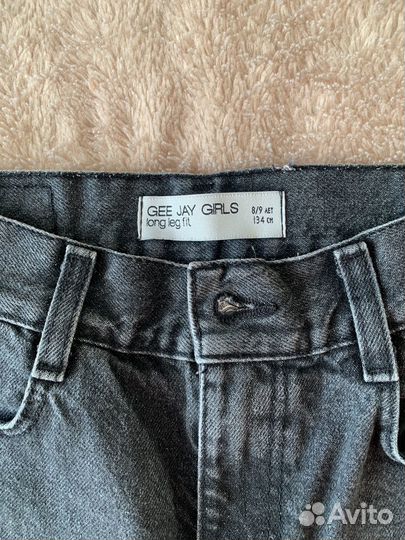 GEE JAY GIRLS
long leg fit
8/9 ЛЕТ
134 СМ
Avito